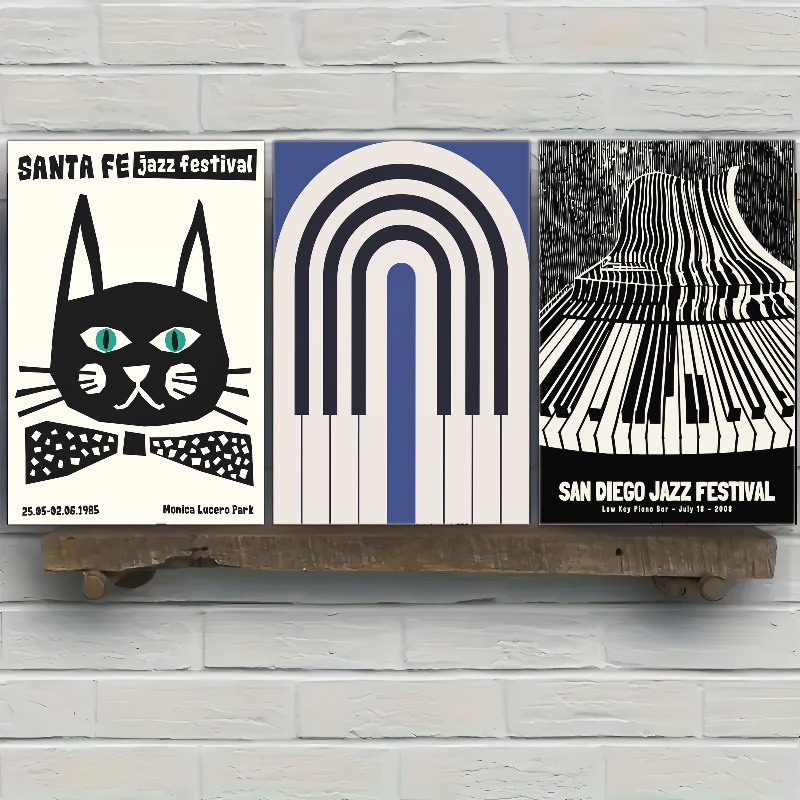 SANTA FE jazz festival
25.05-02.06.1985
Monica Lucero Park
SAN DIEGO JAZZ FESTIVAL
Low Key Piano Bar - July 18 - 2008